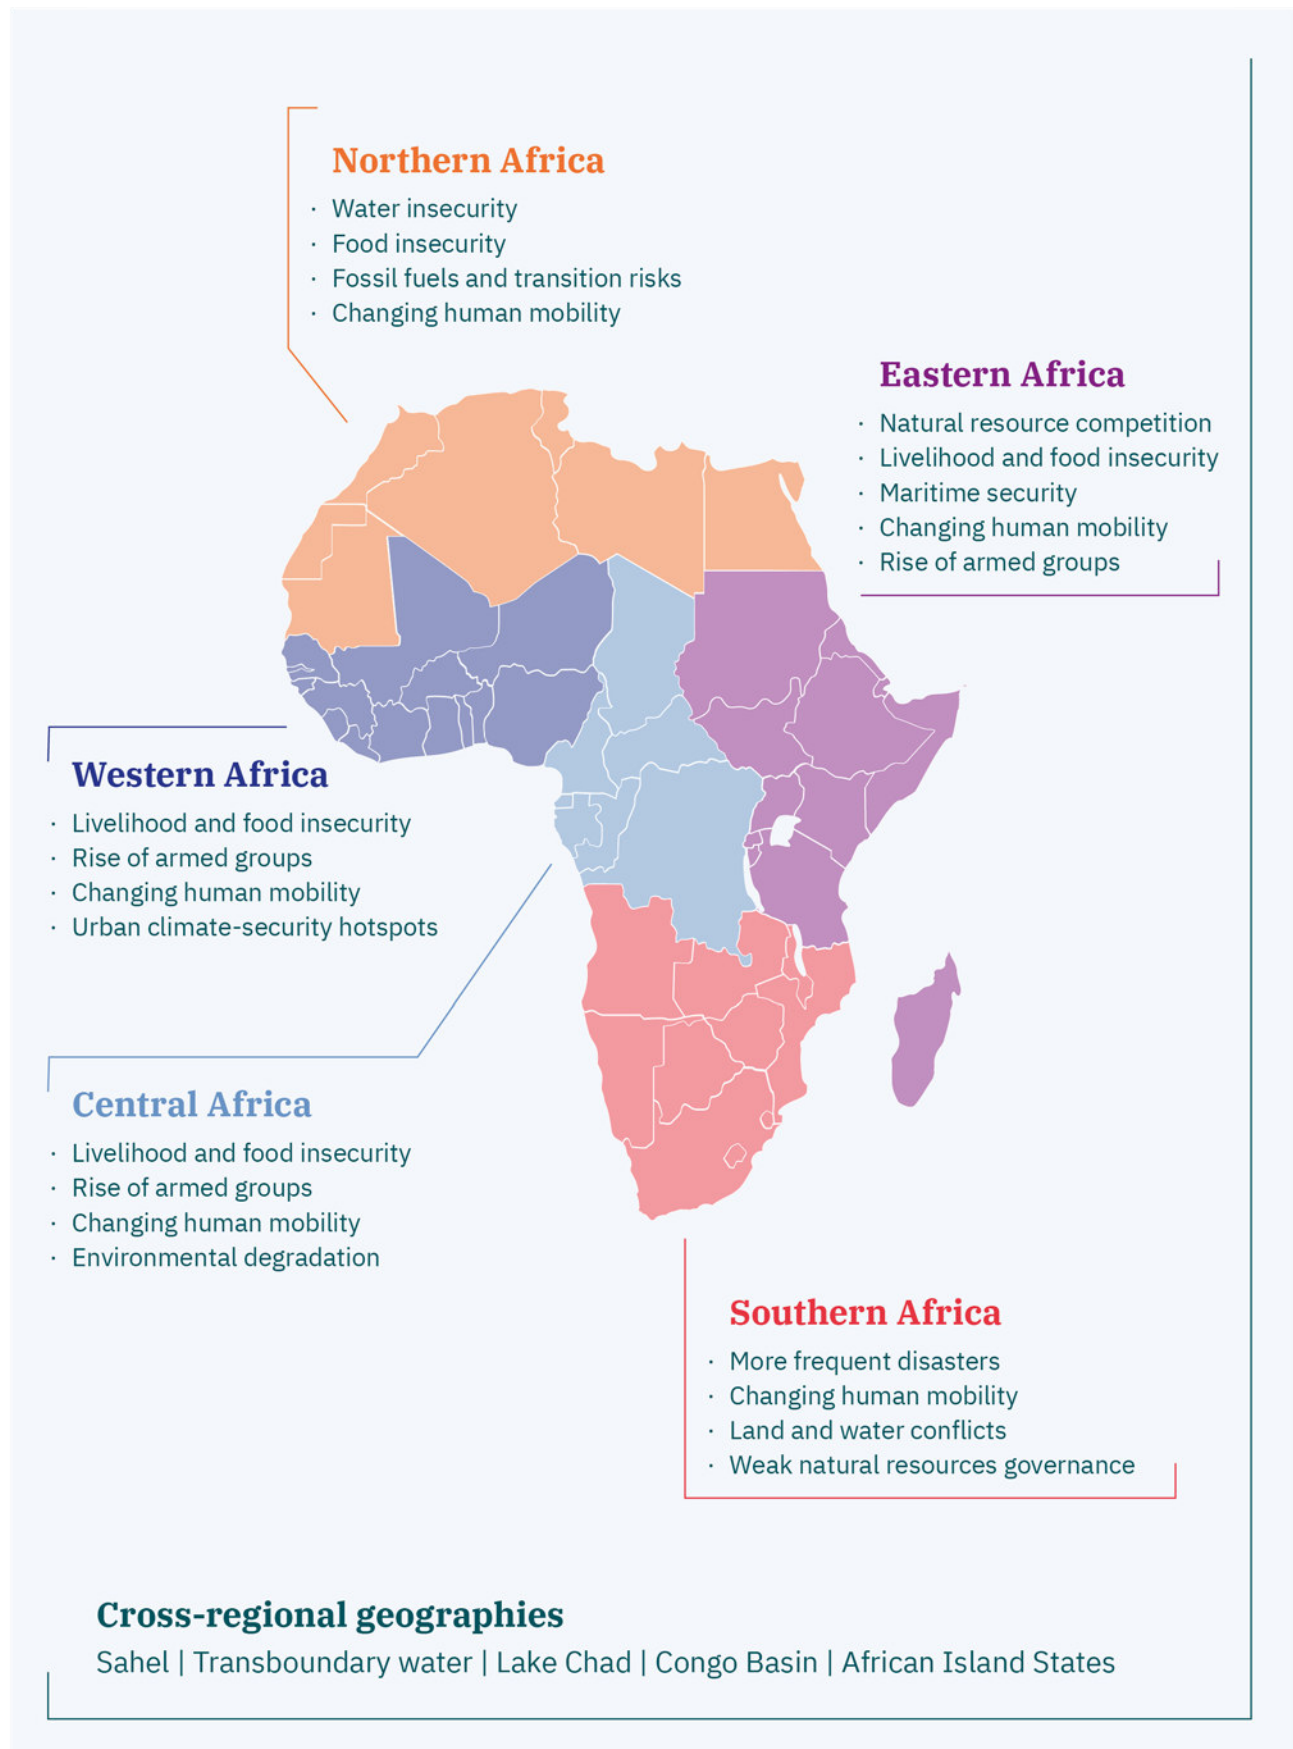 Northern Africa
· Water insecurity
· Food insecurity
· Fossil fuels and transition risks
· Changing human mobility
Eastern Africa
· Natural resource competition
· Livelihood and food insecurity
· Maritime security
· Changing human mobility
· Rise of armed groups
Western Africa
· Livelihood and food insecurity
· Rise of armed groups
· Changing human mobility
· Urban climate-security hotspots
Central Africa
· Livelihood and food insecurity
· Rise of armed groups
· Changing human mobility
· Environmental degradation
Southern Africa
· More frequent disasters
· Changing human mobility
· Land and water conflicts
· Weak natural resources governance
Cross-regional geographies
Sahel | Transboundary water | Lake Chad | Congo Basin | African Island States